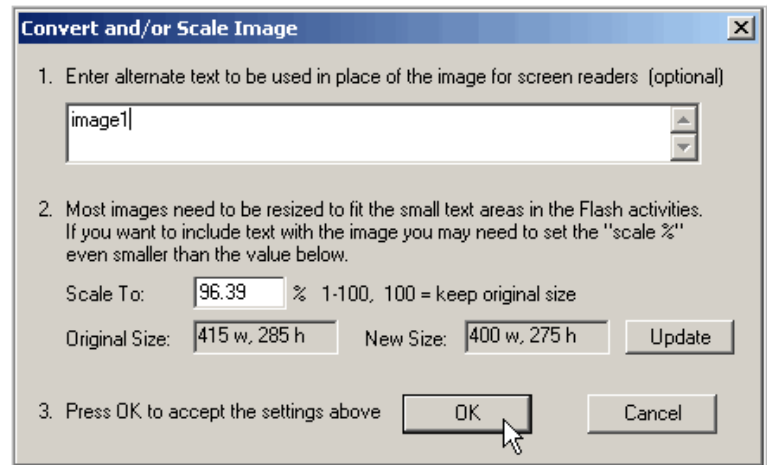 Convert and/or Scale Image
1. Enter alternate text to be used in place of the image for screen readers (optional)
image1
2. Most images need to be resized to fit the small text areas in the Flash activities.
If you want to include text with the image you may need to set the "scale %"
even smaller than the value below.
Scale To: 96.39 % 1-100, 100 = keep original size
Original Size: 415 w, 285 h New Size: 400 w, 275 h Update
3. Press OK to accept the settings above OK Cancel